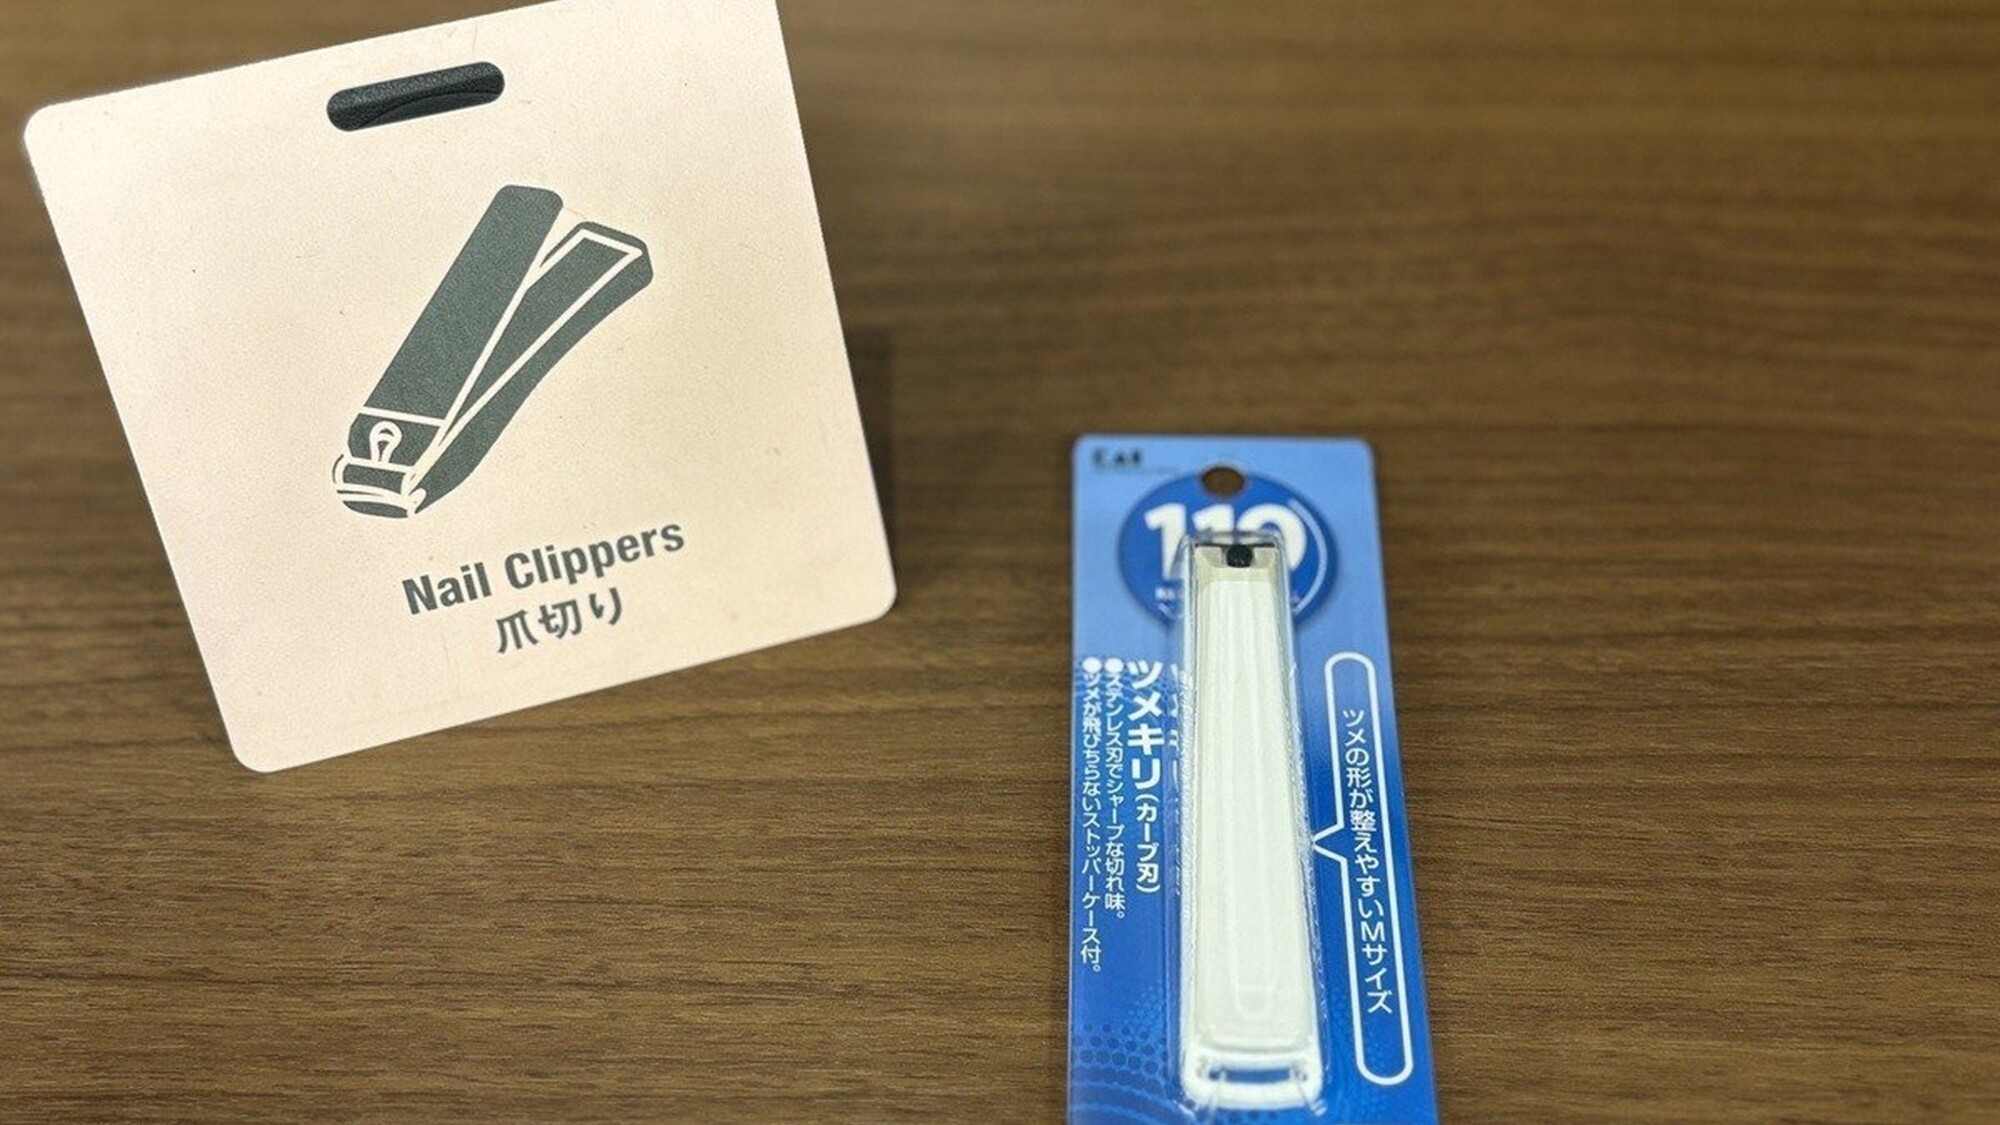 Nail Clippers
爪切り
KAI
110
ツメの形が整えやすいMサイズ
ツメキリ(カーブ刃)
●ステンレス刃でシャープな切れ味。
●ツメが飛びちらないストッパーケース付。